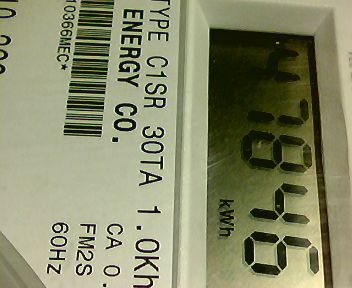 47846
kWh
TYPE C1SR 30TA 1.0Kh
ENERGY CO.
CA 0.
FM2S
60Hz
10366MEC*